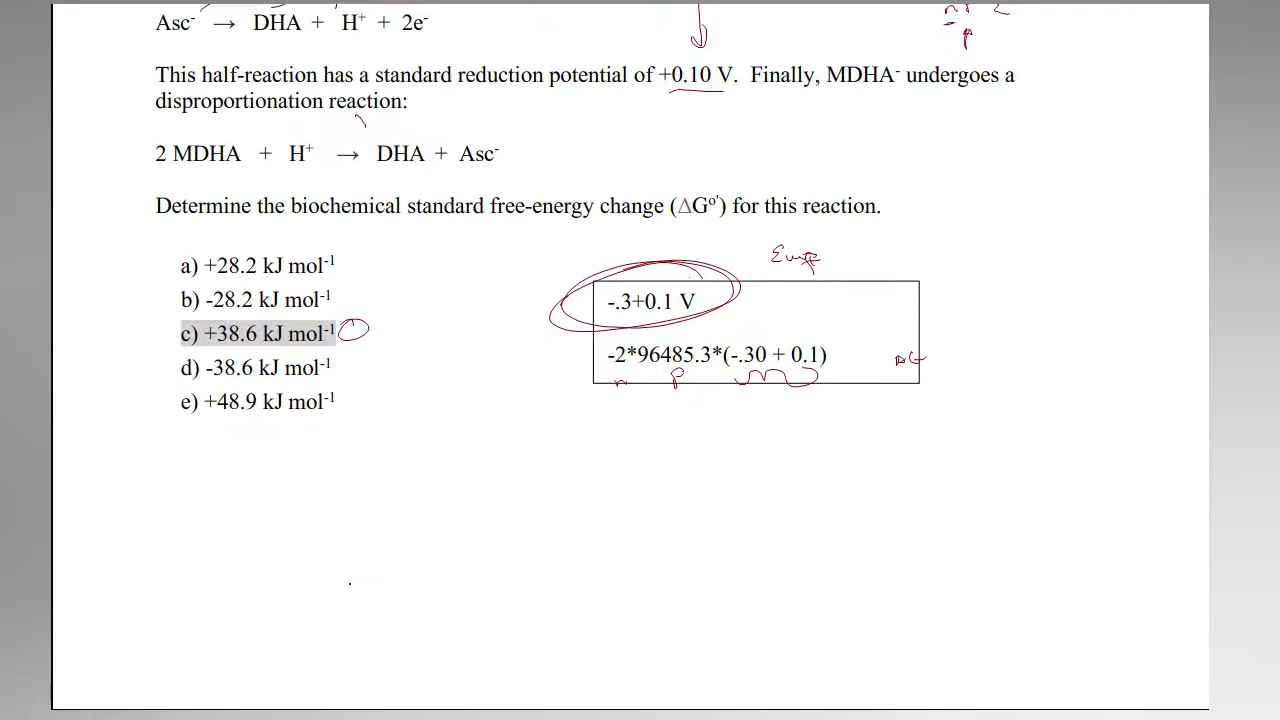 Asc⁻ → DHA + H⁺ + 2e⁻
n
2
p
This half-reaction has a standard reduction potential of +0.10 V. Finally, MDHA⁻ undergoes a
disproportionation reaction:
2 MDHA + H⁺ → DHA + Asc⁻
Determine the biochemical standard free-energy change (ΔGº') for this reaction.
a) +28.2 kJ mol⁻¹
b) -28.2 kJ mol⁻¹
c) +38.6 kJ mol⁻¹
d) -38.6 kJ mol⁻¹
e) +48.9 kJ mol⁻¹
Emf
-.3+0.1 V
-2*96485.3*(-.30 + 0.1)
ΔG
n F